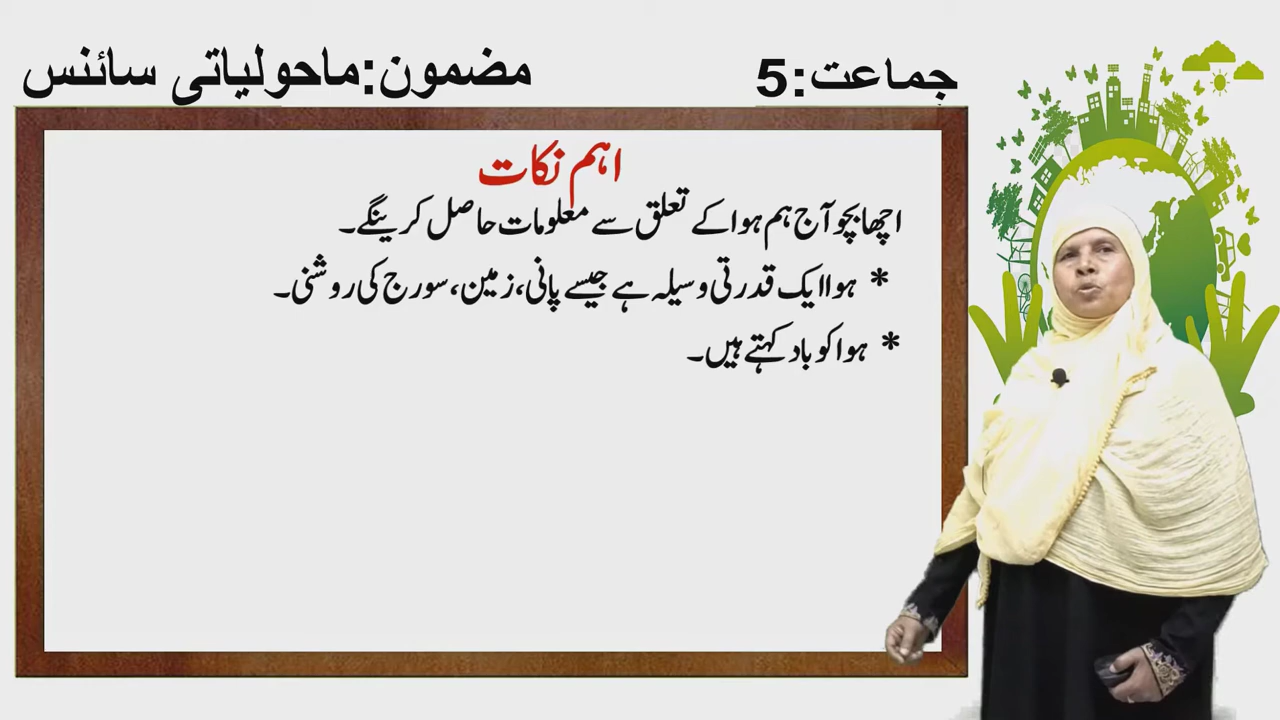 جماعت:5
مضمون:ماحولیاتی سائنس
اہم نکات
اچھا بچو آج ہم ہوا کے تعلق سے معلومات حاصل کرینگے۔
* ہوا ایک قدرتی وسیلہ ہے جیسے پانی، زمین، سورج کی روشنی۔
* ہوا کو باد کہتے ہیں۔